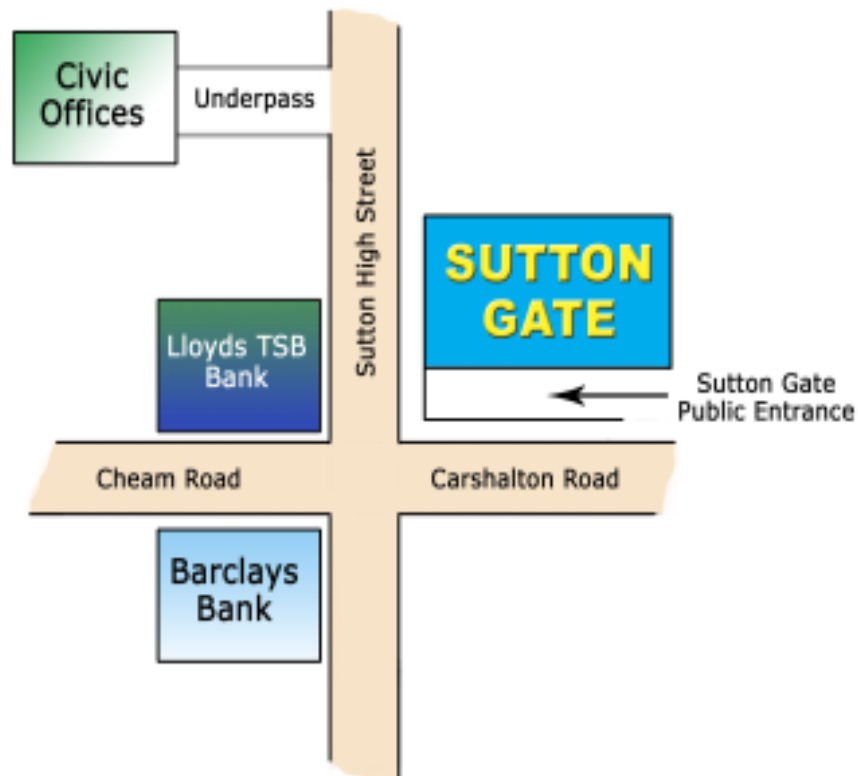 Civic
Offices
Underpass
Sutton High Street
SUTTON
GATE
Lloyds TSB
Bank
Sutton Gate
Public Entrance
Cheam Road
Carshalton Road
Barclays
Bank